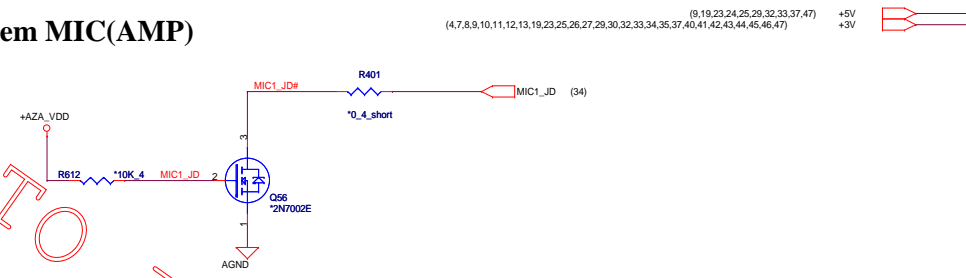 (9,19,23,24,25,29,32,33,37,47) +5V
(4,7,8,9,10,11,12,13,19,23,25,26,27,29,30,32,33,34,35,37,40,41,42,43,44,45,46,47) +3V
em MIC(AMP)
R401
MIC1_JD#
MIC1_JD (34)
*0_4_short
+AZA_VDD
3
R612 *10K_4 MIC1_JD 2
Q56
*2N7002E
1
AGND
TO